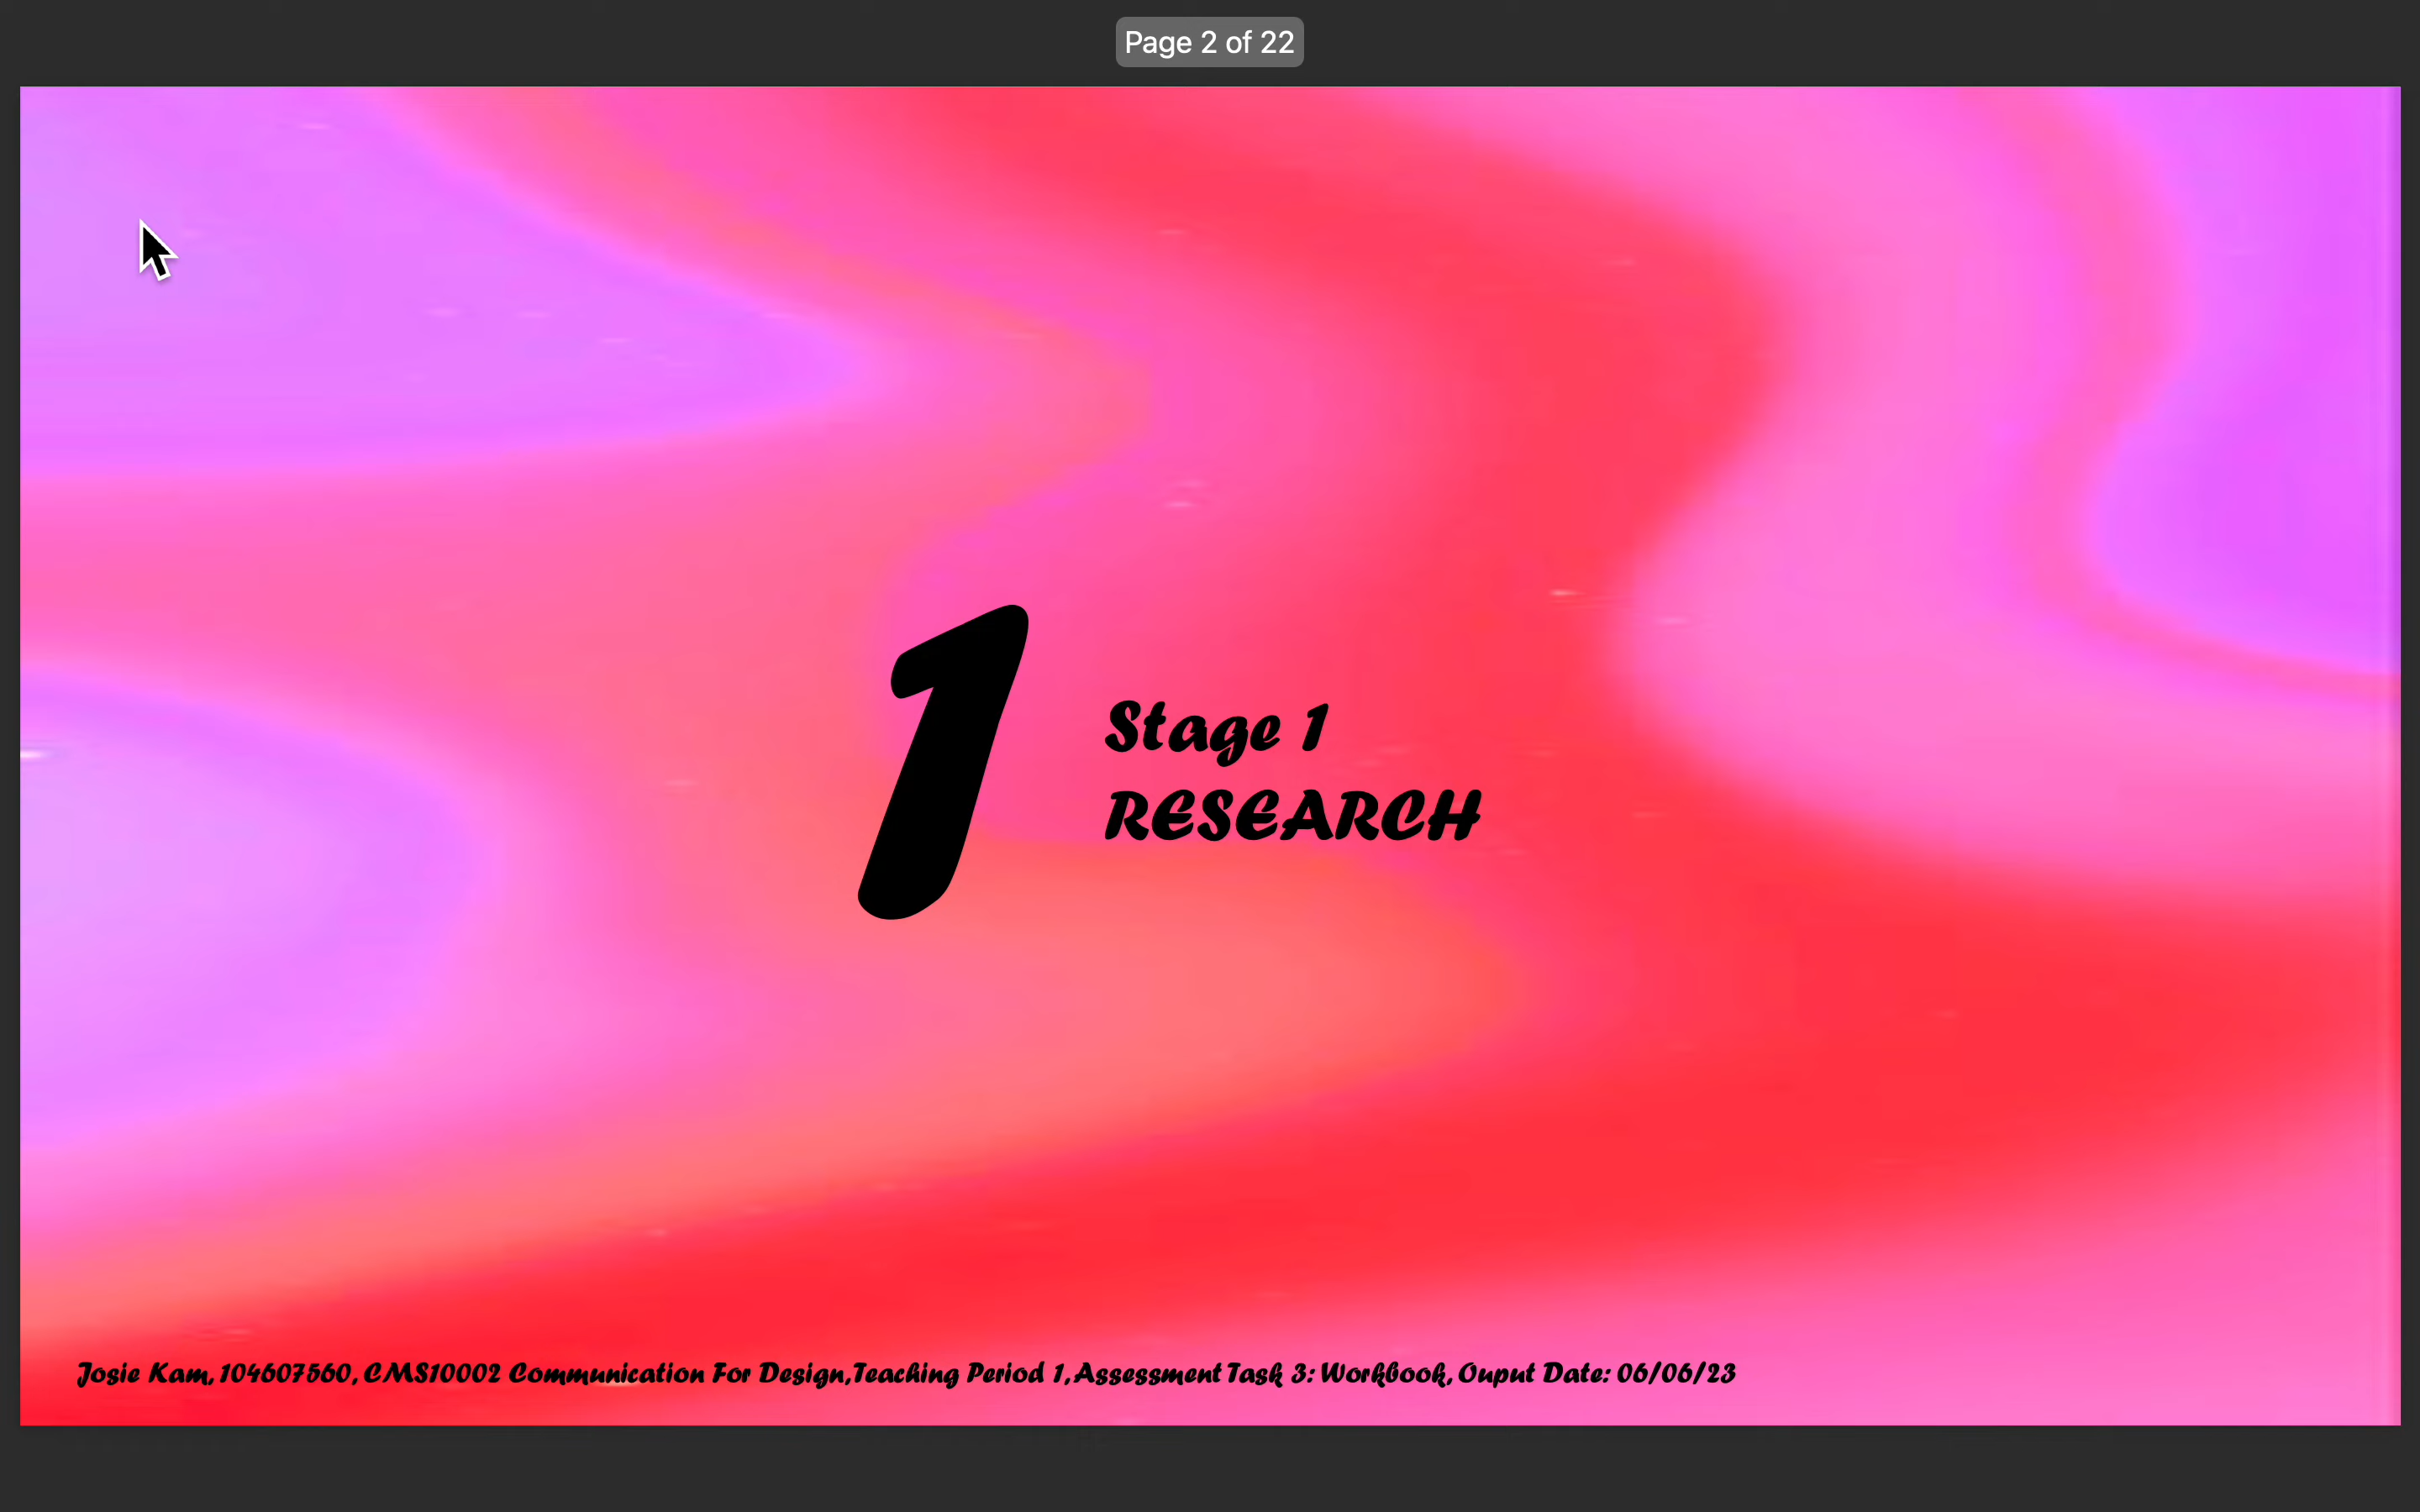 Page 2 of 22
1
Stage 1
RESEARCH
Josie Kam, 104607560, CMS10002 Communication For Design,Teaching Period 1,Assessment Task 3: Workbook, Ouput Date: 06/06/23